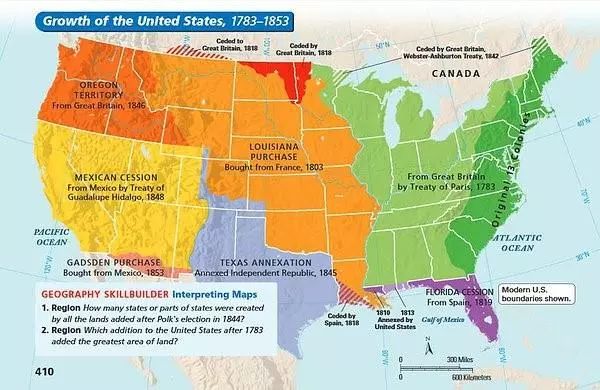 Growth of the United States, 1783–1853
Ceded to
Great Britain, 1818
Ceded by
Great Britain, 1818
Ceded by Great Britain,
Webster-Ashburton Treaty, 1842
50°N
CANADA
OREGON
TERRITORY
From Great Britain, 1846
LOUISIANA
PURCHASE
Bought from France, 1803
From Great Britain
by Treaty of Paris, 1783
Original 13 Colonies
40°N
MEXICAN CESSION
From Mexico by Treaty of
Guadalupe Hidalgo, 1848
PACIFIC
OCEAN
ATLANTIC
OCEAN
30°N
GADSDEN PURCHASE
Bought from Mexico, 1853
TEXAS ANNEXATION
Annexed Independent Republic, 1845
FLORIDA CESSION
From Spain, 1819
Modern U.S.
boundaries shown.
Ceded by
Spain, 1818
1810
1813
Annexed by
United States
Gulf of Mexico
GEOGRAPHY SKILLBUILDER Interpreting Maps
1. Region How many states or parts of states were created
by all the lands added after Polk's election in 1844?
2. Region Which addition to the United States after 1783
added the greatest area of land?
N
0
300 Miles
0
600 Kilometers
410